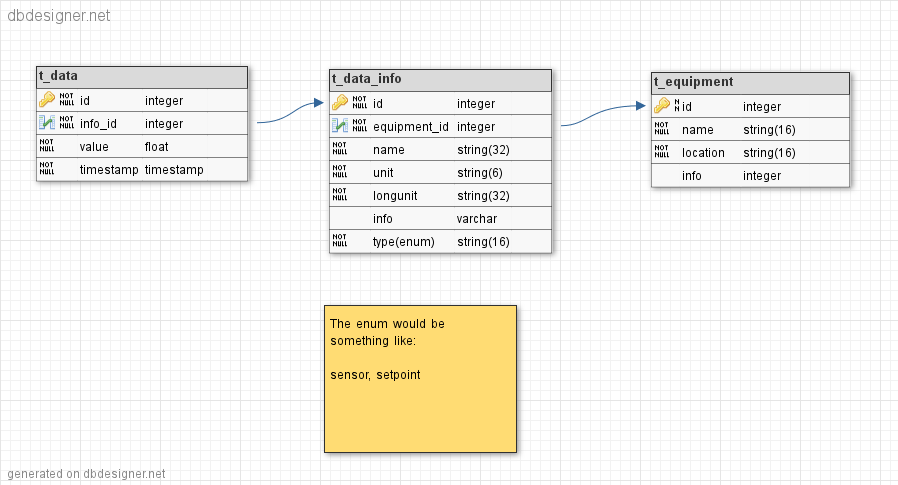 dbdesigner.net
t_data
NOT NULL id integer
NOT NULL info_id integer
NOT NULL value float
NOT NULL timestamp timestamp
t_data_info
NOT NULL id integer
NOT NULL equipment_id integer
NOT NULL name string(32)
NOT NULL unit string(6)
NOT NULL longunit string(32)
info varchar
NOT NULL type(enum) string(16)
t_equipment
N N id integer
NOT NULL name string(16)
NOT NULL location string(16)
info integer
The enum would be
something like:
sensor, setpoint
generated on dbdesigner.net